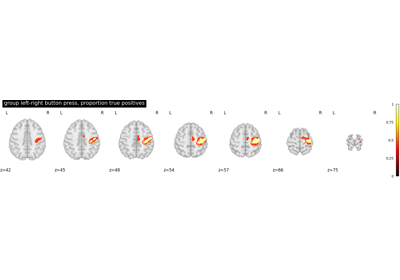 group left-right button press, proportion true positives
L R L R L R L R L R L R L R
1
0.75
0.5
0.25
0
z=42 z=45 z=48 z=54 z=57 z=66 z=75